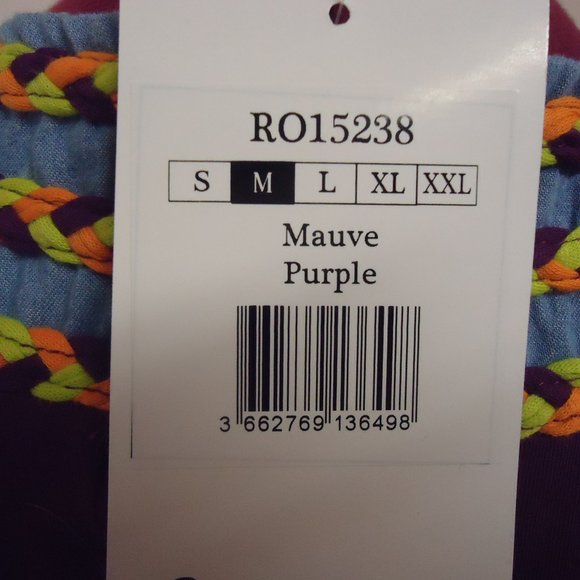 RO15238
S M L XL XXL
Mauve
Purple
3 662769 136498